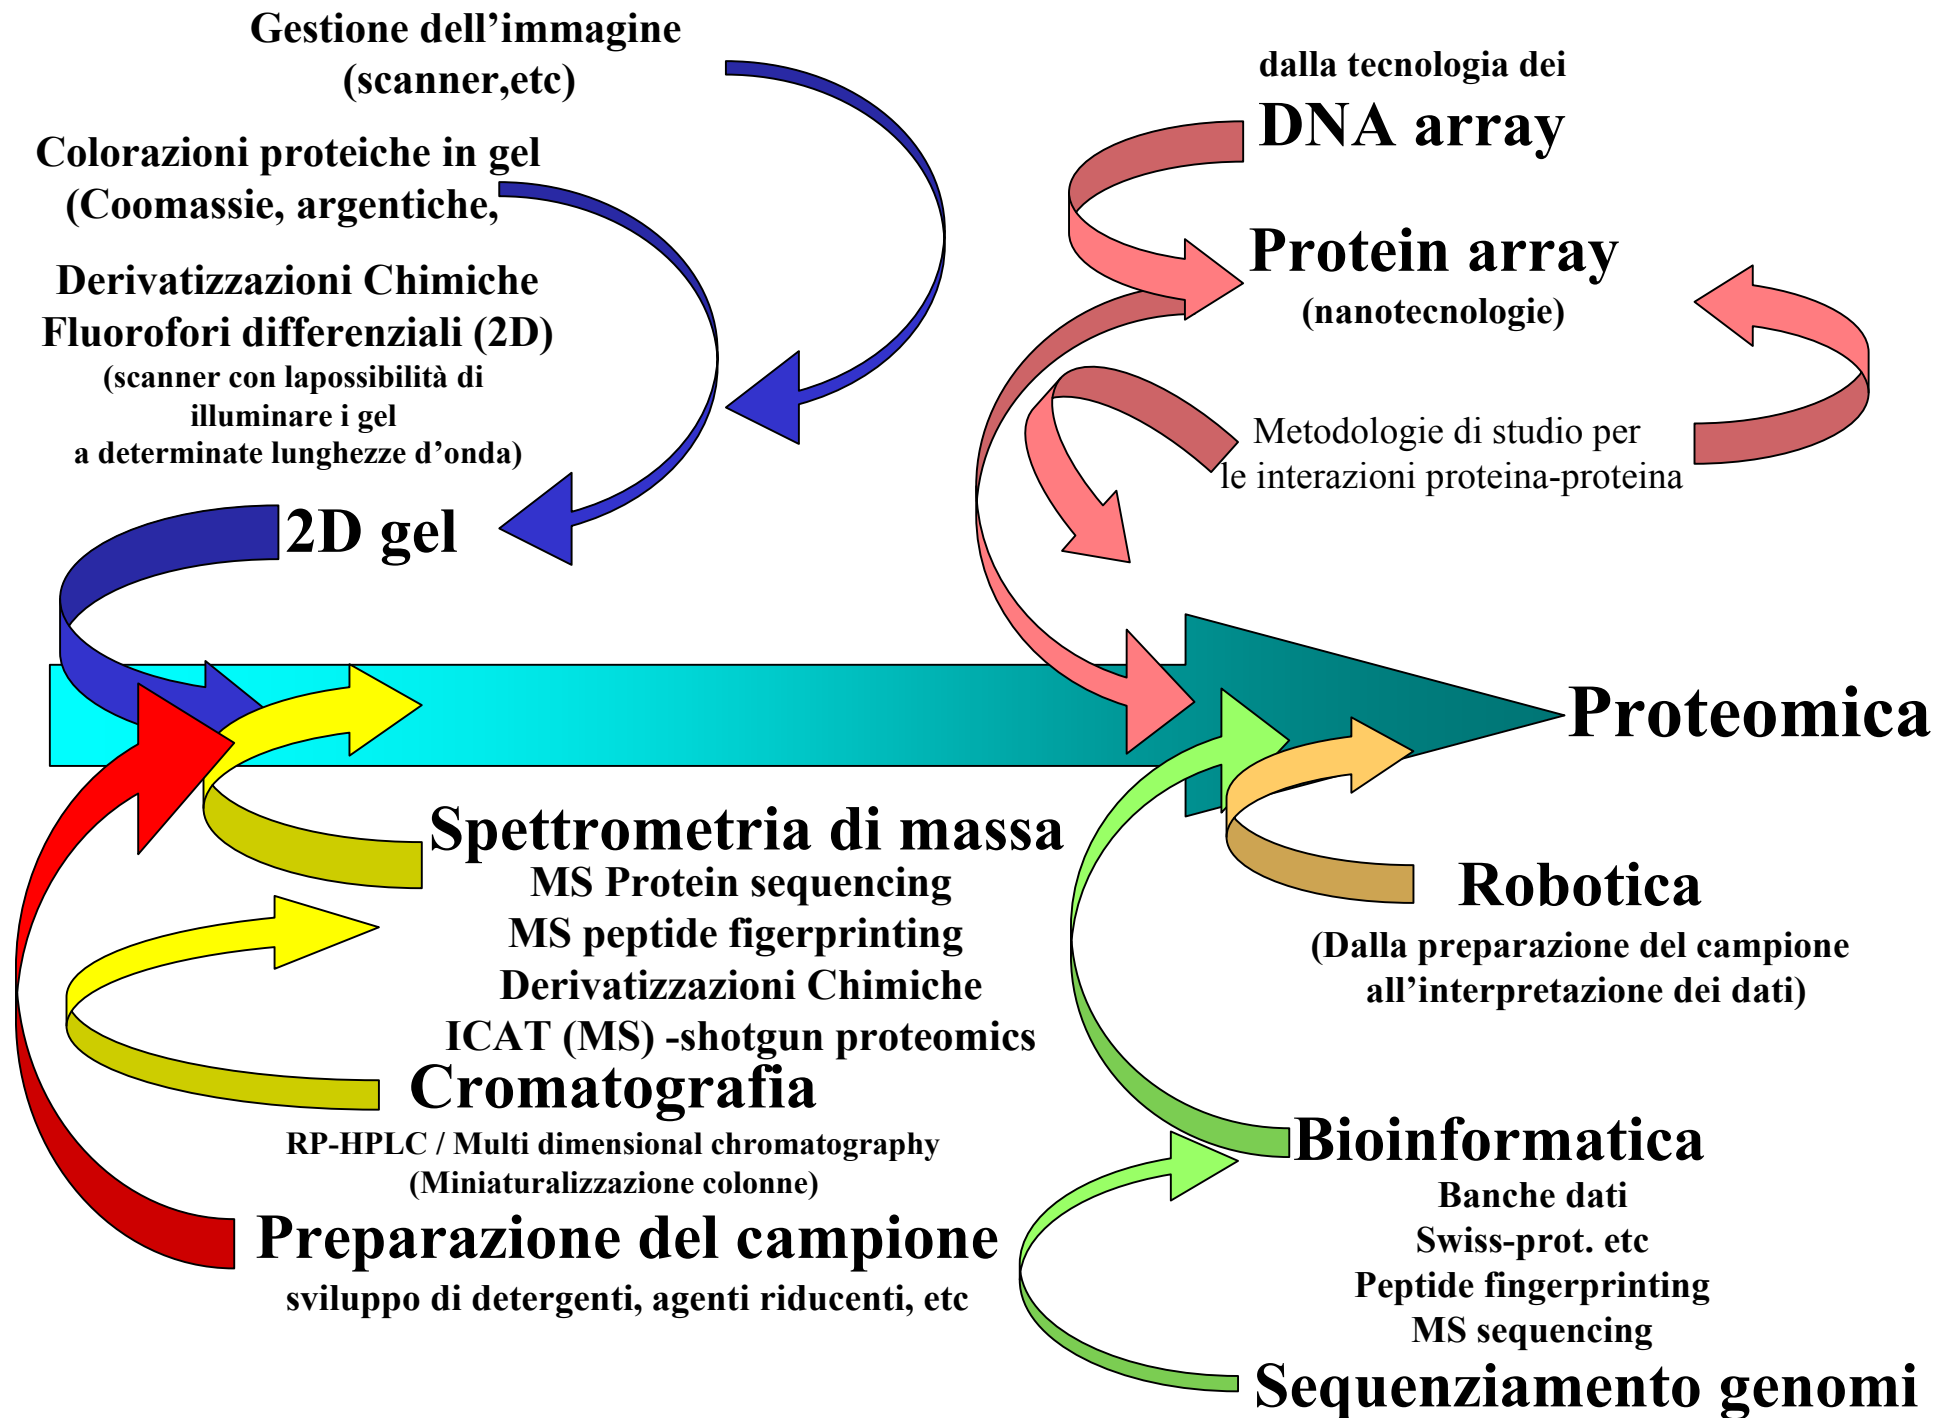 Gestione dell’immagine
(scanner,etc)
Colorazioni proteiche in gel
(Coomassie, argentiche,
Derivatizzazioni Chimiche
Fluorofori differenziali (2D)
(scanner con lapossibilità di
illuminare i gel
a determinate lunghezze d’onda)
2D gel
dalla tecnologia dei
DNA array
Protein array
(nanotecnologie)
Metodologie di studio per
le interazioni proteina-proteina
Proteomica
Spettrometria di massa
MS Protein sequencing
MS peptide figerprinting
Derivatizzazioni Chimiche
ICAT (MS) -shotgun proteomics
Cromatografia
RP-HPLC / Multi dimensional chromatography
(Miniaturalizzazione colonne)
Preparazione del campione
sviluppo di detergenti, agenti riducenti, etc
Robotica
(Dalla preparazione del campione
all’interpretazione dei dati)
Bioinformatica
Banche dati
Swiss-prot. etc
Peptide fingerprinting
MS sequencing
Sequenziamento genomi